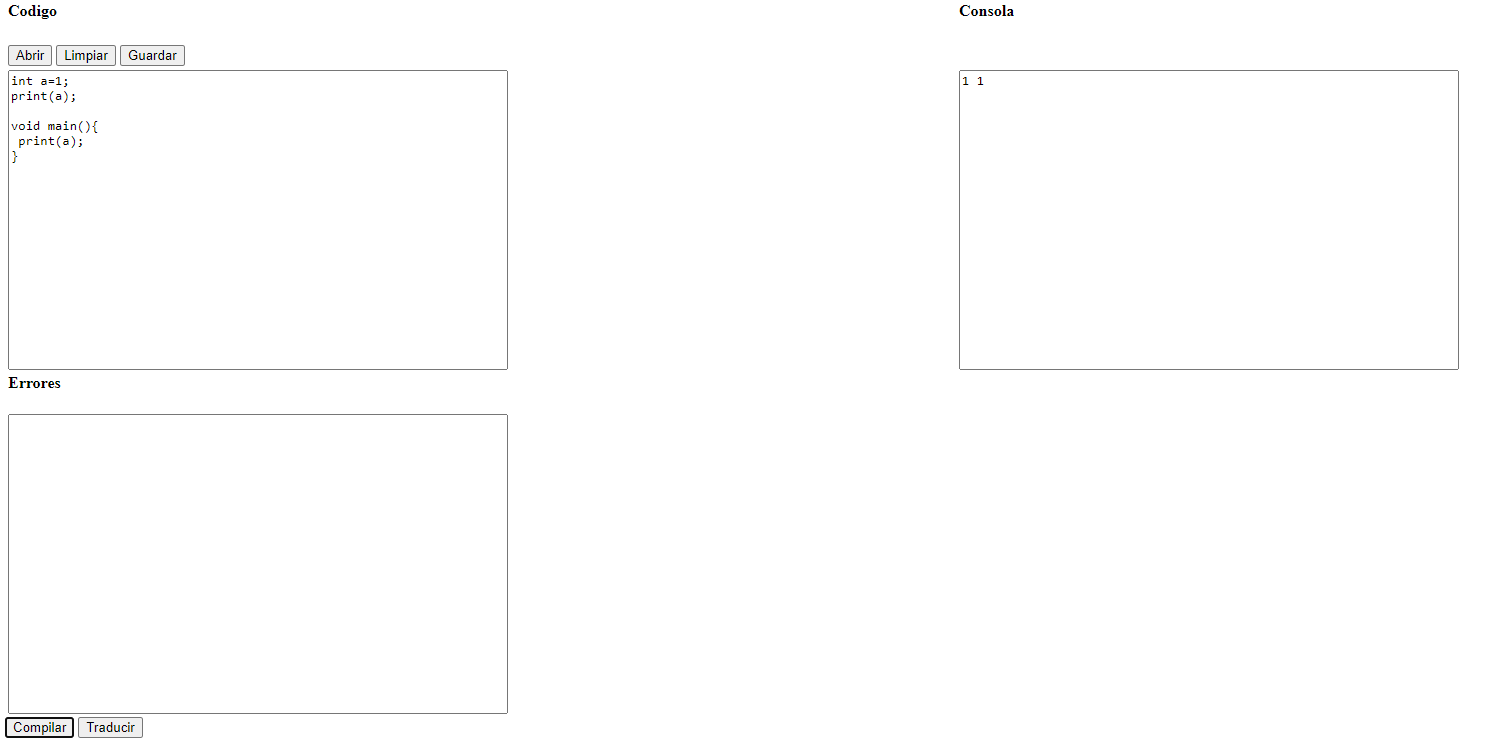 Codigo
Consola
Abrir Limpiar Guardar
int a=1;
print(a);
void main(){
print(a);
}
1 1
Errores
Compilar Traducir